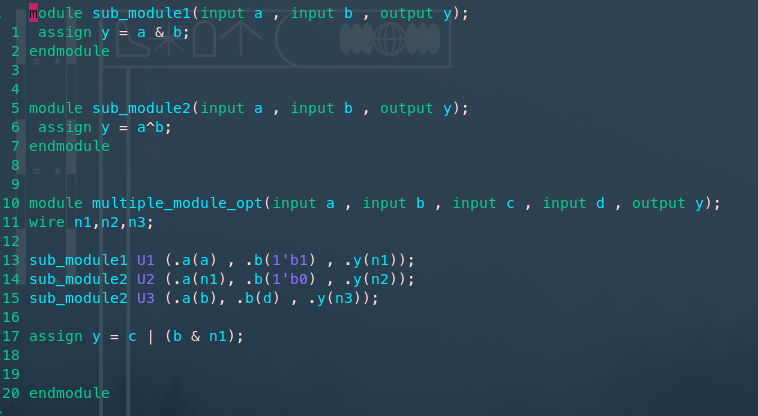 module sub_module1(input a , input b , output y);
1 assign y = a & b;
2 endmodule
3
4
5 module sub_module2(input a , input b , output y);
6 assign y = a^b;
7 endmodule
8
9
10 module multiple_module_opt(input a , input b , input c , input d , output y);
11 wire n1,n2,n3;
12
13 sub_module1 U1 (.a(a) , .b(1'b1) , .y(n1));
14 sub_module2 U2 (.a(n1), .b(1'b0) , .y(n2));
15 sub_module2 U3 (.a(b), .b(d) , .y(n3));
16
17 assign y = c | (b & n1);
18
19
20 endmodule